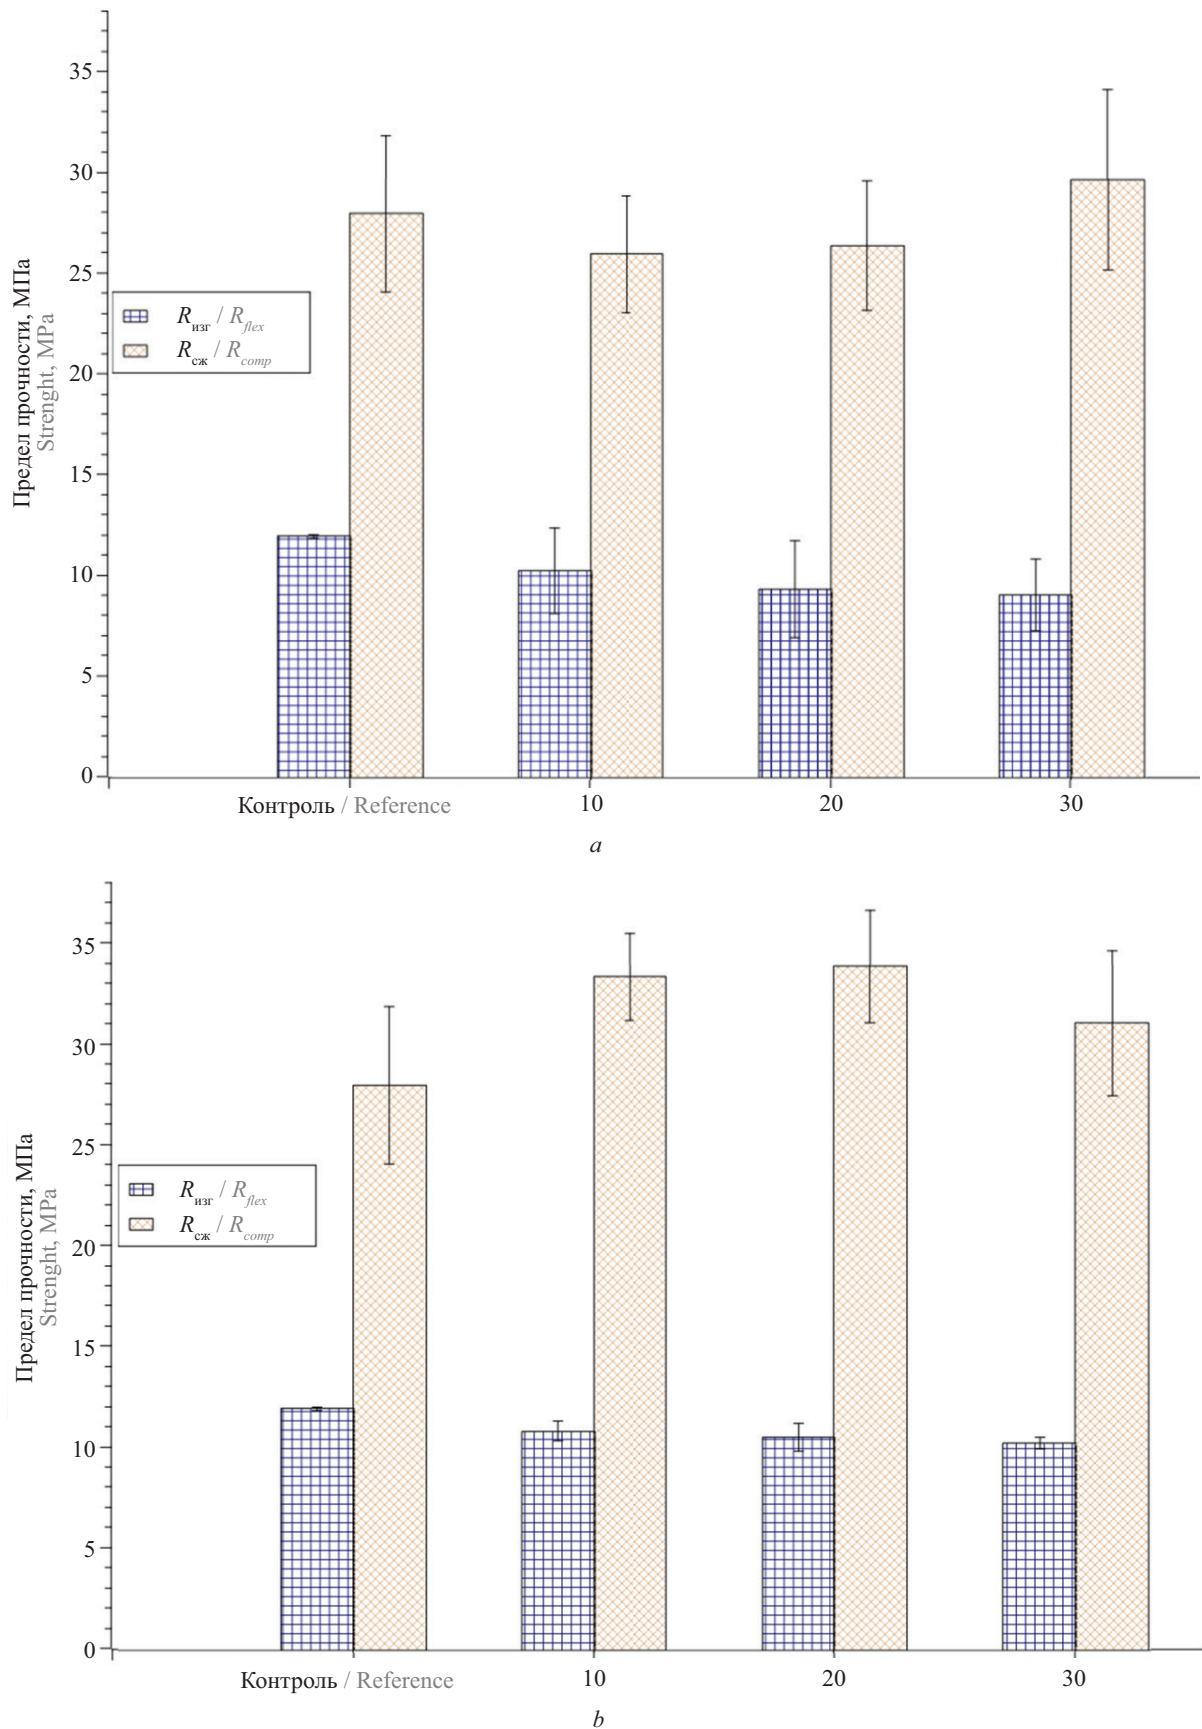 Предел прочности, МПа
Strenght, MPa
35
30
25
20
15
10
5
0
Rизг / Rflex
Rсж / Rcomp
Контроль / Reference
10
20
30
a
Предел прочности, МПа
Strenght, MPa
35
30
25
20
15
10
5
0
Rизг / Rflex
Rсж / Rcomp
Контроль / Reference
10
20
30
b